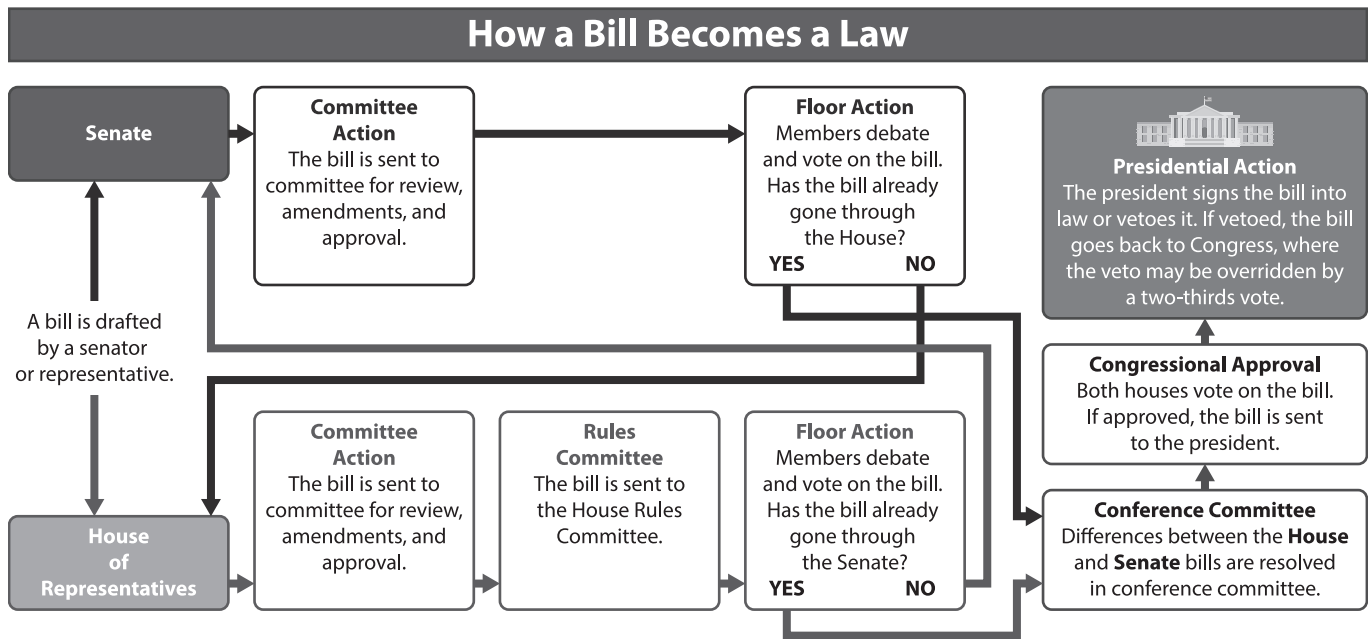 How a Bill Becomes a Law
Senate
Committee
Action
The bill is sent to
committee for review,
amendments, and
approval.
Floor Action
Members debate
and vote on the bill.
Has the bill already
gone through
the House?
YES NO
Presidential Action
The president signs the bill into
law or vetoes it. If vetoed, the bill
goes back to Congress, where
the veto may be overridden by
a two-thirds vote.
A bill is drafted
by a senator
or representative.
Congressional Approval
Both houses vote on the bill.
If approved, the bill is sent
to the president.
House
of
Representatives
Committee
Action
The bill is sent to
committee for review,
amendments, and
approval.
Rules
Committee
The bill is sent to
the House Rules
Committee.
Floor Action
Members debate
and vote on the bill.
Has the bill already
gone through
the Senate?
YES NO
Conference Committee
Differences between the House
and Senate bills are resolved
in conference committee.